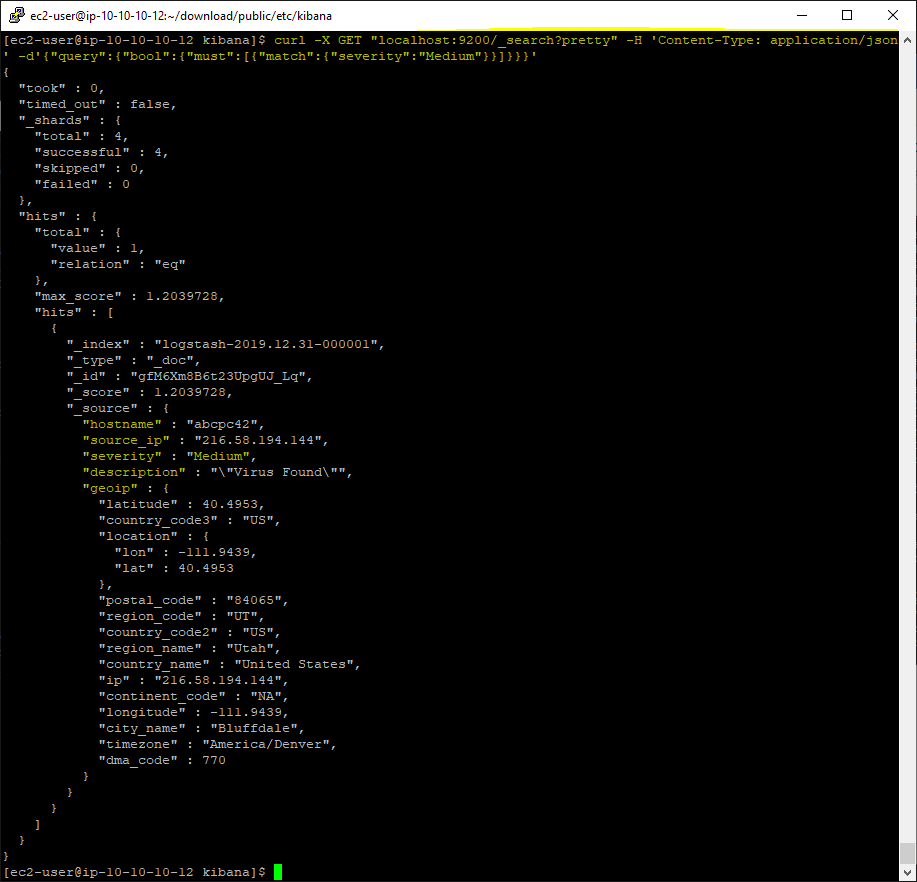 ec2-user@ip-10-10-10-12:~/download/public/etc/kibana
[ec2-user@ip-10-10-10-12 kibana]$ curl -X GET "localhost:9200/_search?pretty" -H 'Content-Type: application/json
' -d'{"query":{"bool":{"must":[{"match":{"severity":"Medium"}}]}}}'
{
  "took" : 0,
  "timed_out" : false,
  "_shards" : {
    "total" : 4,
    "successful" : 4,
    "skipped" : 0,
    "failed" : 0
  },
  "hits" : {
    "total" : {
      "value" : 1,
      "relation" : "eq"
    },
    "max_score" : 1.2039728,
    "hits" : [
      {
        "_index" : "logstash-2019.12.31-000001",
        "_type" : "_doc",
        "_id" : "gfM6Xm8B6t23UpgUJ_Lq",
        "_score" : 1.2039728,
        "_source" : {
          "hostname" : "abcpc42",
          "source_ip" : "216.58.194.144",
          "severity" : "Medium",
          "description" : "\"Virus Found\"",
          "geoip" : {
            "latitude" : 40.4953,
            "country_code3" : "US",
            "location" : {
              "lon" : -111.9439,
              "lat" : 40.4953
            },
            "postal_code" : "84065",
            "region_code" : "UT",
            "country_code2" : "US",
            "region_name" : "Utah",
            "country_name" : "United States",
            "ip" : "216.58.194.144",
            "continent_code" : "NA",
            "longitude" : -111.9439,
            "city_name" : "Bluffdale",
            "timezone" : "America/Denver",
            "dma_code" : 770
          }
        }
      }
    ]
  }
}
[ec2-user@ip-10-10-10-12 kibana]$